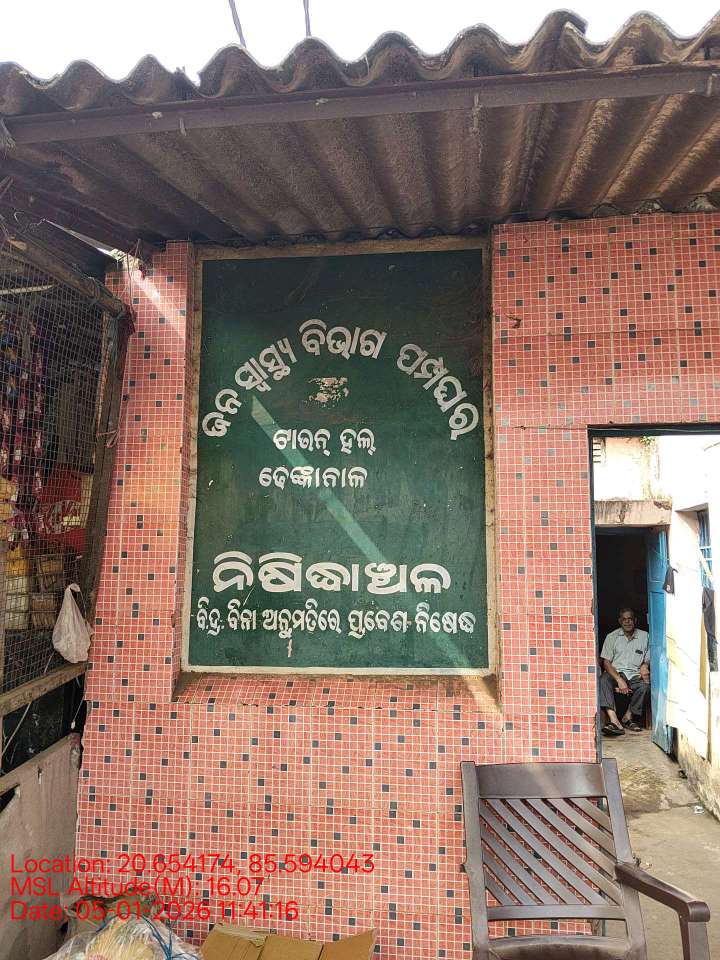 ଜନ ସ୍ୱାସ୍ଥ୍ୟ ବିଭାଗ ପମ୍ପଘର
ଟାଉନ୍ ହଲ୍
ଢେଙ୍କାନାଳ
ନିଷିଦ୍ଧାଞ୍ଚଳ
ବିନା ଅନୁମତିରେ ପ୍ରବେଶ ନିଷେଧ
Location: 20.654174, 85.594043
MSL Altitude(M): 16.07
Date: 05-01-2026 11:41:16